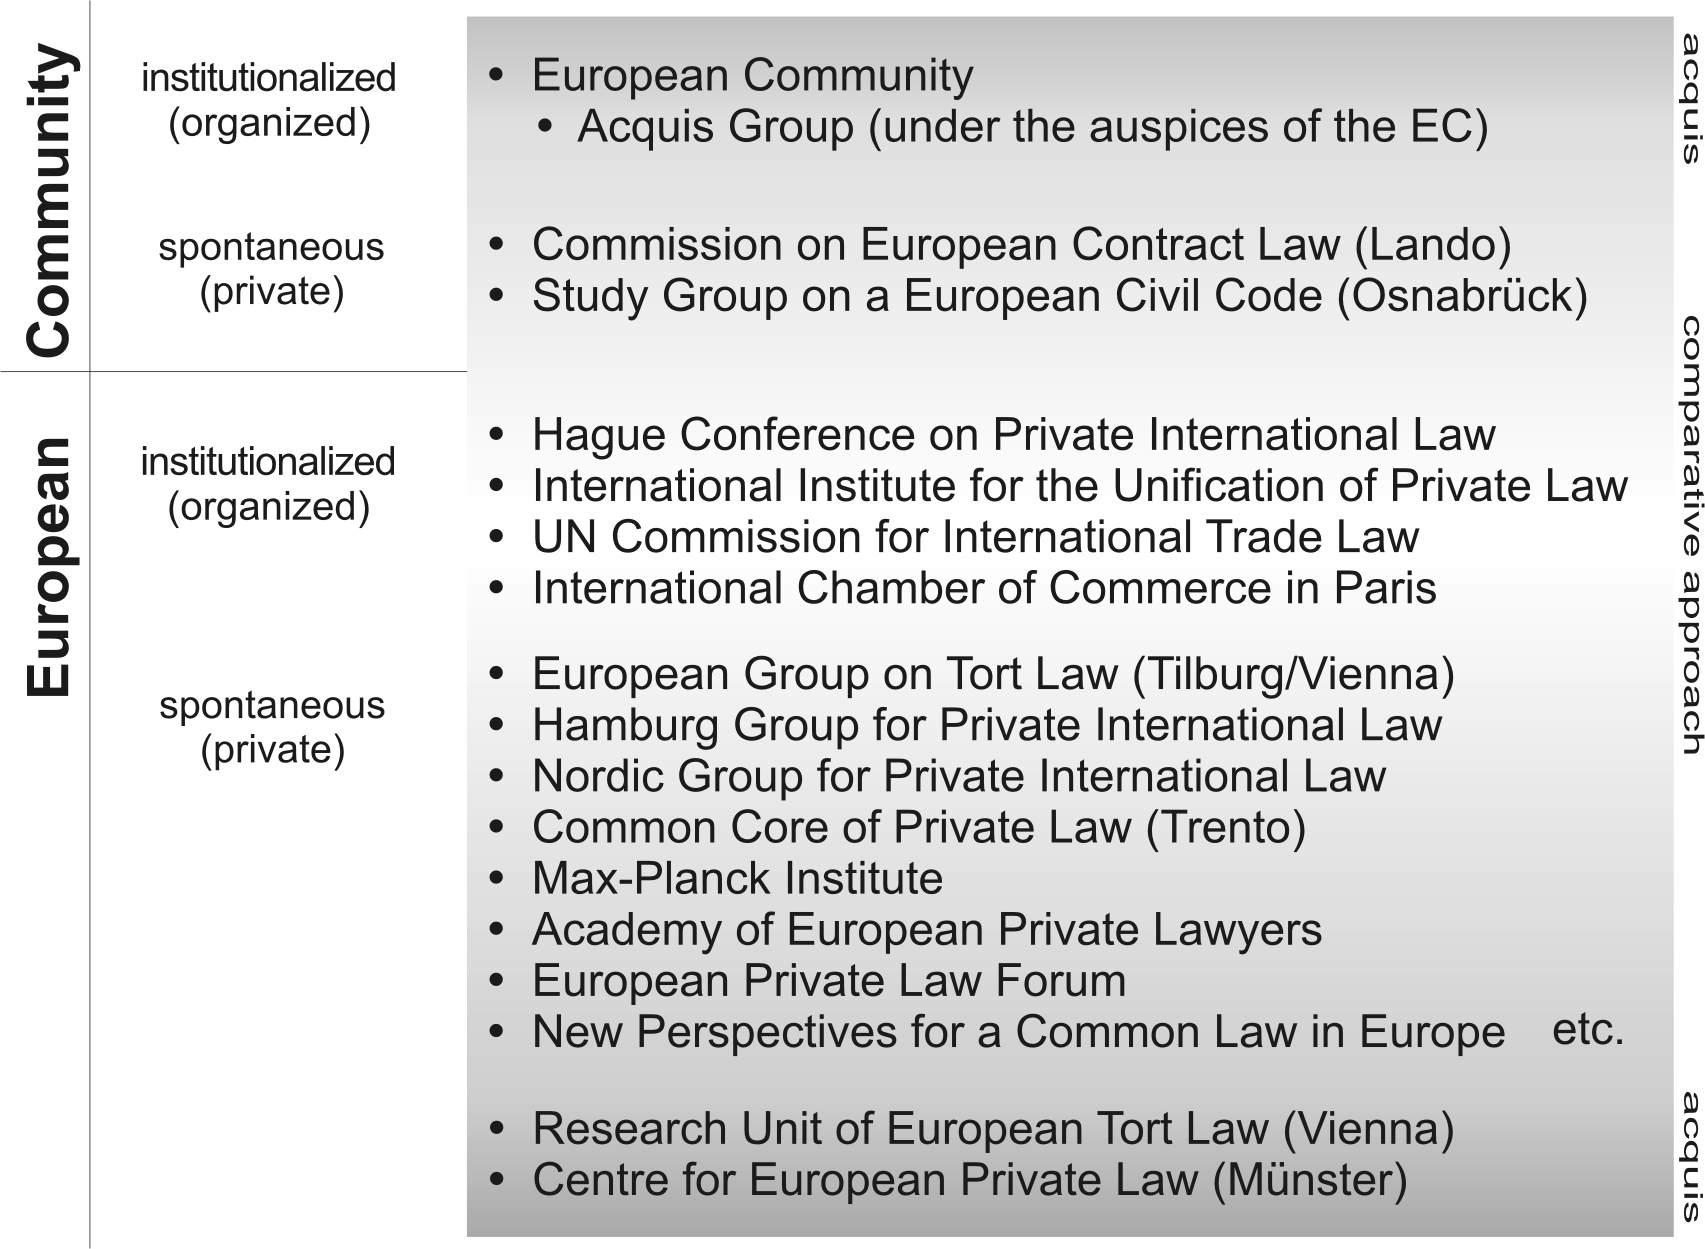 Community
institutionalized
(organized)
• European Community
• Acquis Group (under the auspices of the EC)
acquis
spontaneous
(private)
• Commission on European Contract Law (Lando)
• Study Group on a European Civil Code (Osnabrück)
comparative approach
European
institutionalized
(organized)
• Hague Conference on Private International Law
• International Institute for the Unification of Private Law
• UN Commission for International Trade Law
• International Chamber of Commerce in Paris
spontaneous
(private)
• European Group on Tort Law (Tilburg/Vienna)
• Hamburg Group for Private International Law
• Nordic Group for Private International Law
• Common Core of Private Law (Trento)
• Max-Planck Institute
• Academy of European Private Lawyers
• European Private Law Forum
• New Perspectives for a Common Law in Europe etc.
• Research Unit of European Tort Law (Vienna)
• Centre for European Private Law (Münster)
acquis